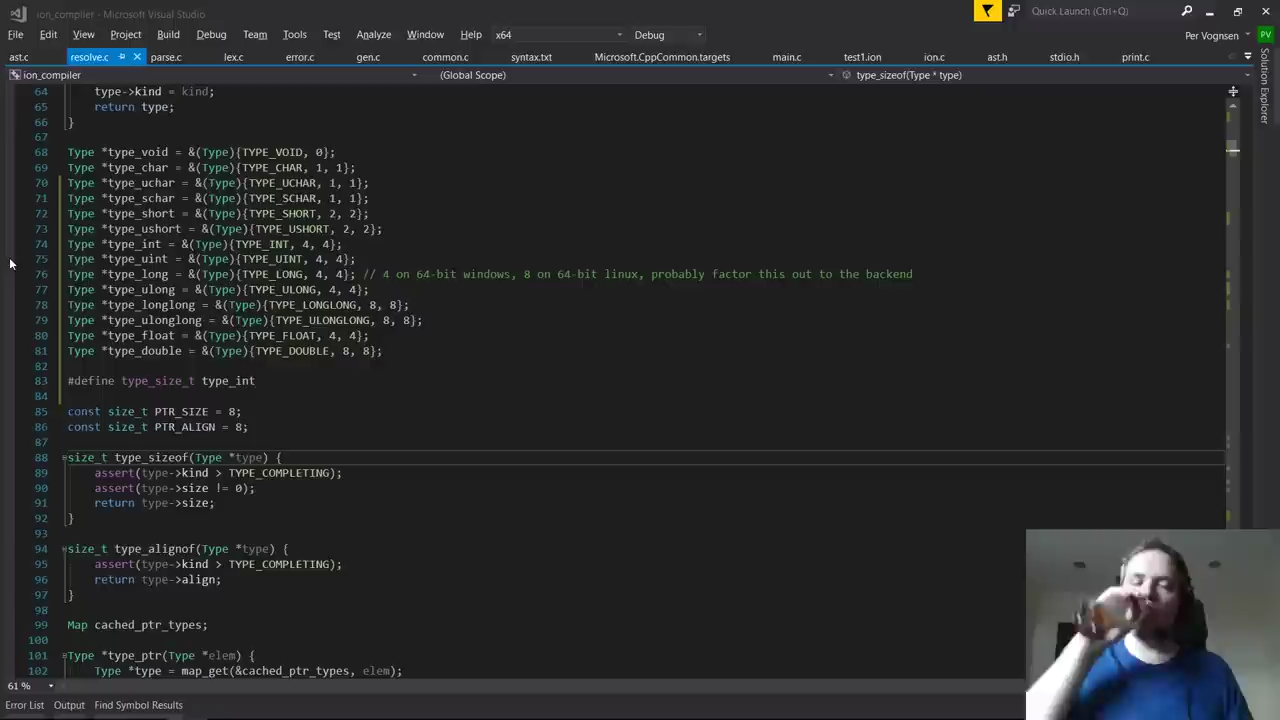 ion_compiler - Microsoft Visual Studio
Quick Launch (Ctrl+Q)
File Edit View Project Build Debug Team Tools Test Analyze Window Help x64 Debug Per Vognsen PV
ast.c resolve.c parse.c lex.c error.c gen.c common.c syntax.txt Microsoft.CppCommon.targets main.c test1.ion ion.c ast.h stdio.h print.c
Solution Explorer
ion_compiler (Global Scope) type_sizeof(Type * type)
64 type->kind = kind;
65 return type;
66 }
67
68 Type *type_void = &(Type){TYPE_VOID, 0};
69 Type *type_char = &(Type){TYPE_CHAR, 1, 1};
70 Type *type_uchar = &(Type){TYPE_UCHAR, 1, 1};
71 Type *type_schar = &(Type){TYPE_SCHAR, 1, 1};
72 Type *type_short = &(Type){TYPE_SHORT, 2, 2};
73 Type *type_ushort = &(Type){TYPE_USHORT, 2, 2};
74 Type *type_int = &(Type){TYPE_INT, 4, 4};
75 Type *type_uint = &(Type){TYPE_UINT, 4, 4};
76 Type *type_long = &(Type){TYPE_LONG, 4, 4}; // 4 on 64-bit windows, 8 on 64-bit linux, probably factor this out to the backend
77 Type *type_ulong = &(Type){TYPE_ULONG, 4, 4};
78 Type *type_longlong = &(Type){TYPE_LONGLONG, 8, 8};
79 Type *type_ulonglong = &(Type){TYPE_ULONGLONG, 8, 8};
80 Type *type_float = &(Type){TYPE_FLOAT, 4, 4};
81 Type *type_double = &(Type){TYPE_DOUBLE, 8, 8};
82
83 #define type_size_t type_int
84
85 const size_t PTR_SIZE = 8;
86 const size_t PTR_ALIGN = 8;
87
88 size_t type_sizeof(Type *type) {
89 assert(type->kind > TYPE_COMPLETING);
90 assert(type->size != 0);
91 return type->size;
92 }
93
94 size_t type_alignof(Type *type) {
95 assert(type->kind > TYPE_COMPLETING);
96 return type->align;
97 }
98
99 Map cached_ptr_types;
100
101 Type *type_ptr(Type *elem) {
102 Type *type = map_get(&cached_ptr_types, elem);
61 %
Error List Output Find Symbol Results